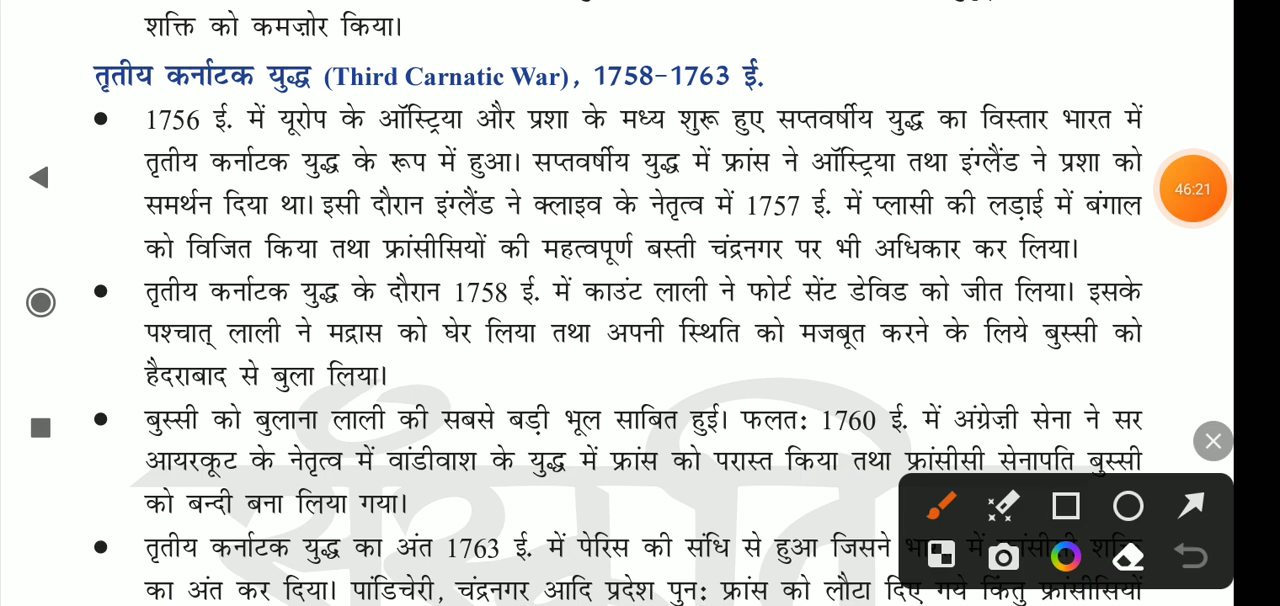 शक्ति को कमज़ोर किया।
तृतीय कर्नाटक युद्ध (Third Carnatic War), 1758-1763 ई.
● 1756 ई. में यूरोप के ऑस्ट्रिया और प्रशा के मध्य शुरू हुए सप्तवर्षीय युद्ध का विस्तार भारत में
तृतीय कर्नाटक युद्ध के रूप में हुआ। सप्तवर्षीय युद्ध में फ्रांस ने ऑस्ट्रिया तथा इंग्लैंड ने प्रशा को
समर्थन दिया था। इसी दौरान इंग्लैंड ने क्लाइव के नेतृत्व में 1757 ई. में प्लासी की लड़ाई में बंगाल
को विजित किया तथा फ्रांसीसियों की महत्वपूर्ण बस्ती चंद्रनगर पर भी अधिकार कर लिया।
● तृतीय कर्नाटक युद्ध के दौरान 1758 ई. में काउंट लाली ने फोर्ट सेंट डेविड को जीत लिया। इसके
पश्चात् लाली ने मद्रास को घेर लिया तथा अपनी स्थिति को मजबूत करने के लिये बुस्सी को
हैदराबाद से बुला लिया।
● बुस्सी को बुलाना लाली की सबसे बड़ी भूल साबित हुई। फलतः 1760 ई. में अंग्रेज़ी सेना ने सर
आयरकूट के नेतृत्व में वांडीवाश के युद्ध में फ्रांस को परास्त किया तथा फ्रांसीसी सेनापति बुस्सी
को बन्दी बना लिया गया।
● तृतीय कर्नाटक युद्ध का अंत 1763 ई. में पेरिस की संधि से हुआ जिसने
का अंत कर दिया। पांडिचेरी, चंद्रनगर आदि प्रदेश पुनः फ्रांस को लौटा दिए गये किंतु फ्रांसीसियों
46:21